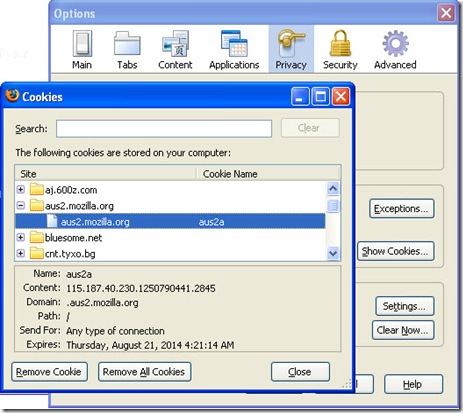 Options
Main Tabs Content Applications Privacy Security Advanced
Cookies
Search: Clear
The following cookies are stored on your computer:
Site Cookie Name
aj.600z.com
aus2.mozilla.org
aus2.mozilla.org aus2a
bluesome.net
cnt.tyxo.bg
Name: aus2a
Content: 115.187.40.230.1250790441.2845
Domain: .aus2.mozilla.org
Path: /
Send For: Any type of connection
Expires: Thursday, August 21, 2014 4:21:14 AM
Remove Cookie Remove All Cookies Close
Exceptions...
Show Cookies...
Settings...
Clear Now...
Help